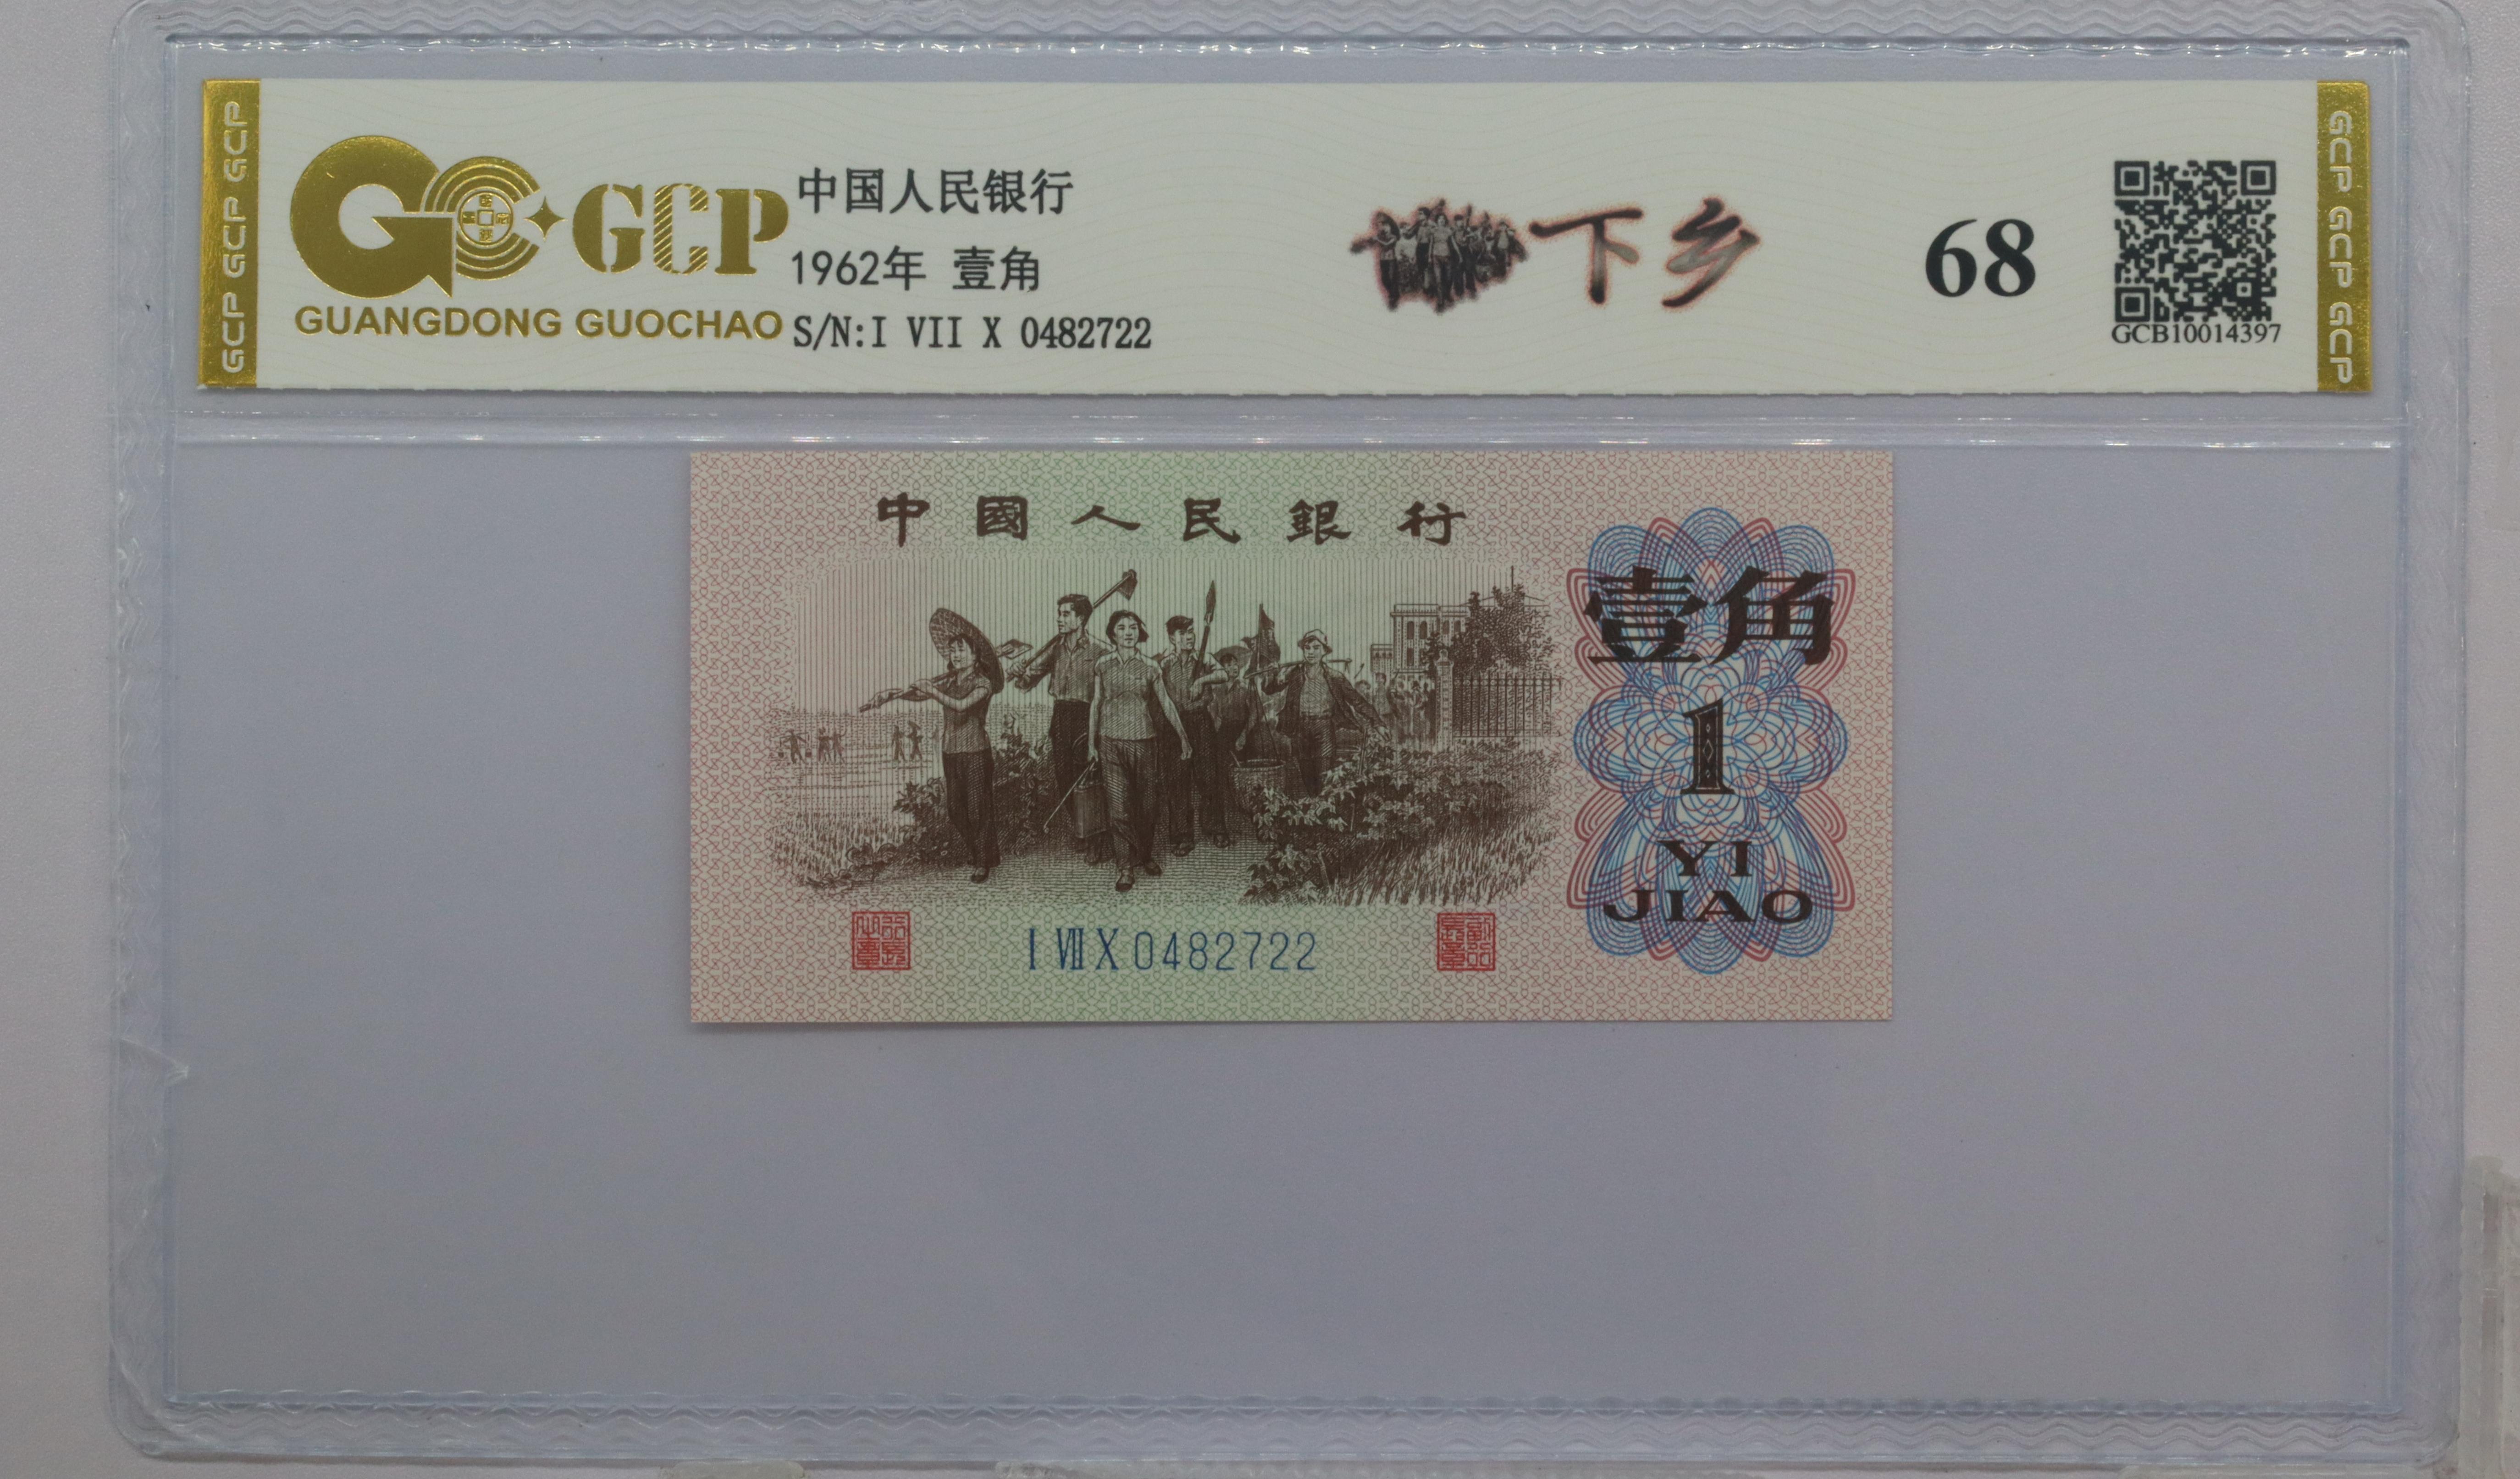 GCP GCP GCP
GCP
GUANGDONG GUOCHAO
中国人民银行
1962年 壹角
S/N:I VII X 0482722
下乡
68
GCB10014397
GCP GCP GCP
中國人民銀行
壹角
1
YI
JIAO
I VII X 0482722